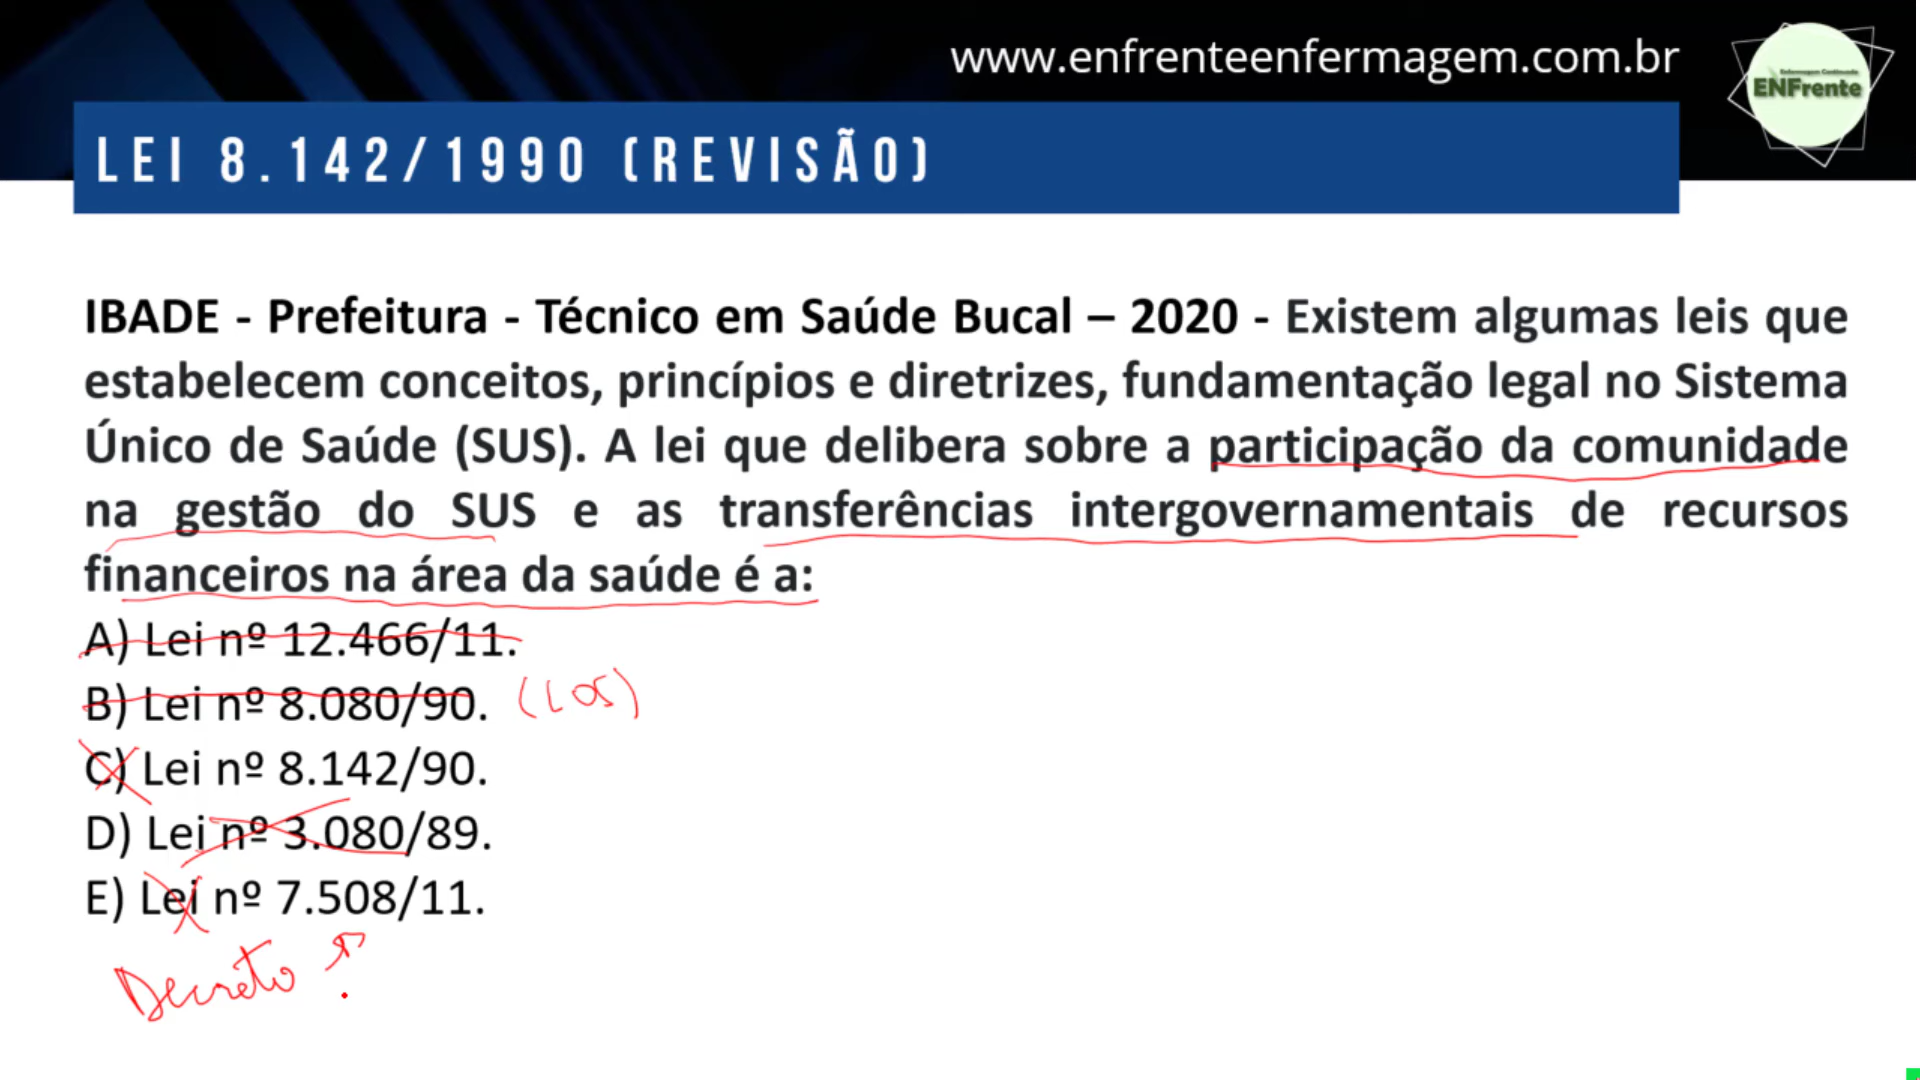 www.enfrenteenfermagem.com.br
Enfermagem Continuada
ENFrente
LEI 8.142/1990 (REVISÃO)
IBADE - Prefeitura - Técnico em Saúde Bucal – 2020 - Existem algumas leis que
estabelecem conceitos, princípios e diretrizes, fundamentação legal no Sistema
Único de Saúde (SUS). A lei que delibera sobre a participação da comunidade
na gestão do SUS e as transferências intergovernamentais de recursos
financeiros na área da saúde é a:
A) Lei nº 12.466/11.
B) Lei nº 8.080/90. (LOS)
C) Lei nº 8.142/90.
D) Lei nº 3.080/89.
E) Lei nº 7.508/11.
Decreto